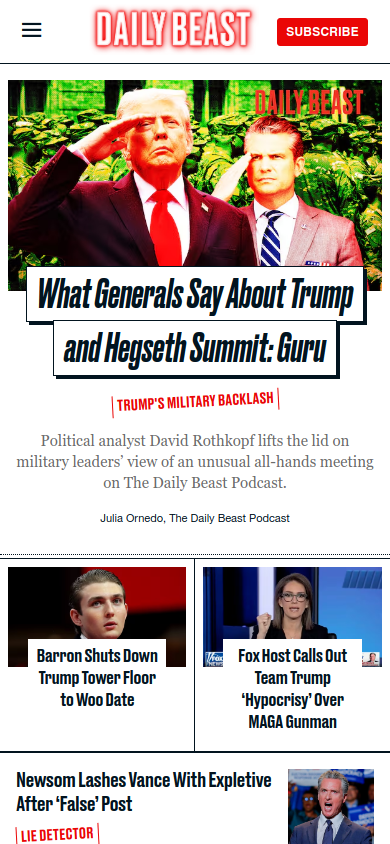 DAILY BEAST
SUBSCRIBE
DAILY BEAST
What Generals Say About Trump
and Hegseth Summit: Guru
TRUMP'S MILITARY BACKLASH
Political analyst David Rothkopf lifts the lid on
military leaders’ view of an unusual all-hands meeting
on The Daily Beast Podcast.
Julia Ornedo, The Daily Beast Podcast
Barron Shuts Down
Trump Tower Floor
to Woo Date
FOX
Fox Host Calls Out
Team Trump
‘Hypocrisy’ Over
MAGA Gunman
Newsom Lashes Vance With Expletive
After ‘False’ Post
LIE DETECTOR